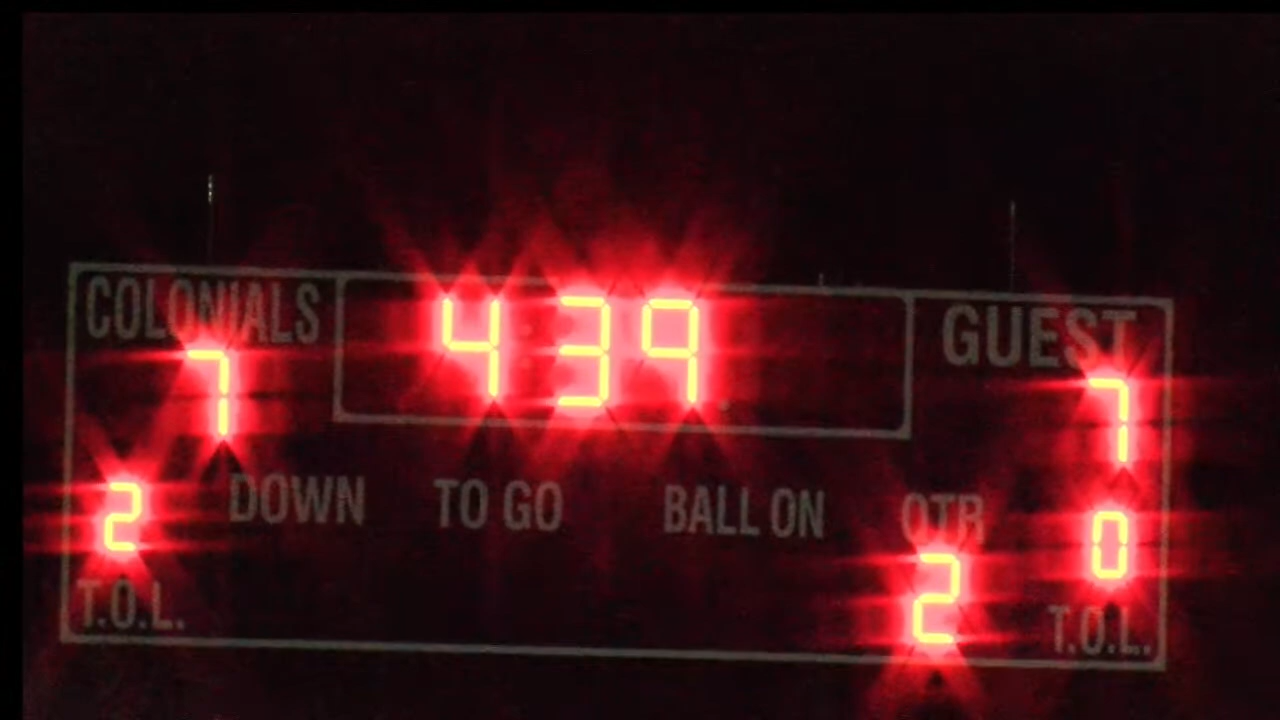 COLONIALS 4 39 GUEST
7 7
2 DOWN TO GO BALL ON QTR 0
T.O.L. 2 T.O.L.